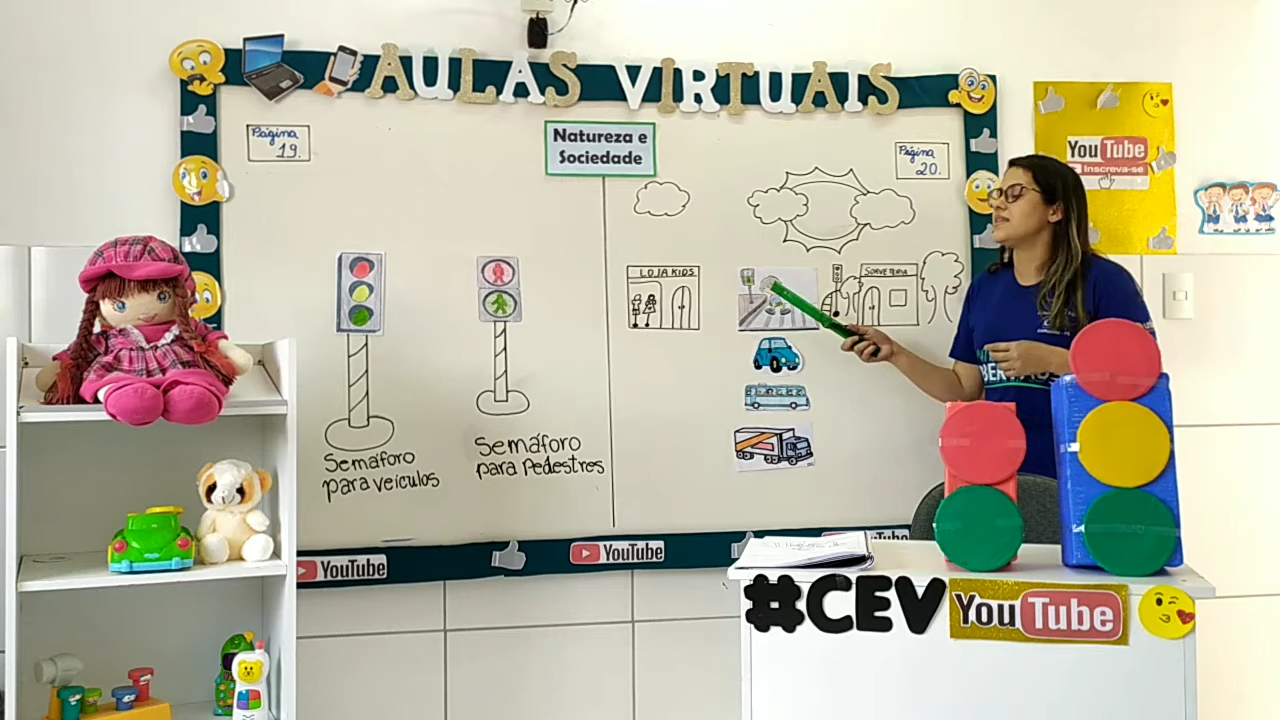 AULAS VIRTUAIS
Página
19.
Natureza e
Sociedade
Página
20.
YouTube
Inscreva-se
LOJA KIDS
SORVETERIA
Semáforo
para veículos
Semáforo
para Pedestres
YouTube
YouTube
#CEV
YouTube